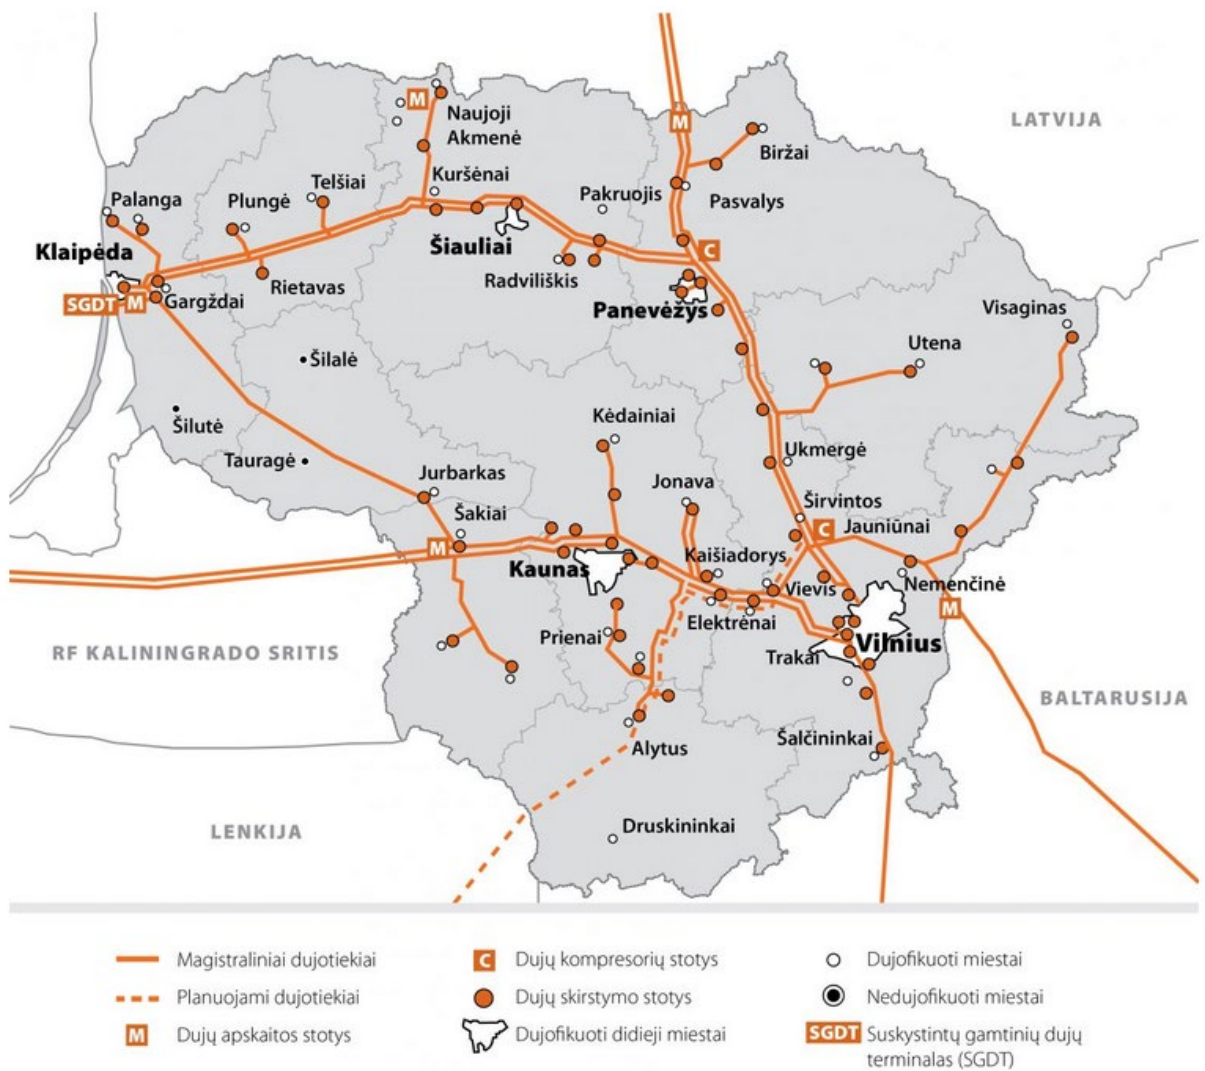 M
Naujoji
Akmenė
M
LATVIJA
Biržai
Telšiai
Kuršėnai
Palanga
Plungė
Pakruojis
Pasvalys
Klaipėda
Šiauliai
C
Radviliškis
Rietavas
SGDT
M
Gargždai
Panevėžys
Visaginas
Utena
Šilalė
Šilutė
Kėdainiai
Tauragė
Ukmergė
Jurbarkas
Jonava
Širvintos
Šakiai
C
Jauniūnai
M
Kaišiadorys
Kaunas
Vievis
Nemenčinė
M
Elektrėnai
Prienai
Vilnius
RF KALININGRADO SRITIS
Trakai
BALTARUSIJA
Alytus
Šalčininkai
LENKIJA
Druskininkai
Magistraliniai dujotiekiai
Planuojami dujotiekiai
M
Dujų apskaitos stotys
C
Dujų kompresorių stotys
Dujų skirstymo stotys
Dujofikuoti didieji miestai
Dujofikuoti miestai
Nedujofikuoti miestai
SGDT
Suskystintų gamtinių dujų
terminalas (SGDT)